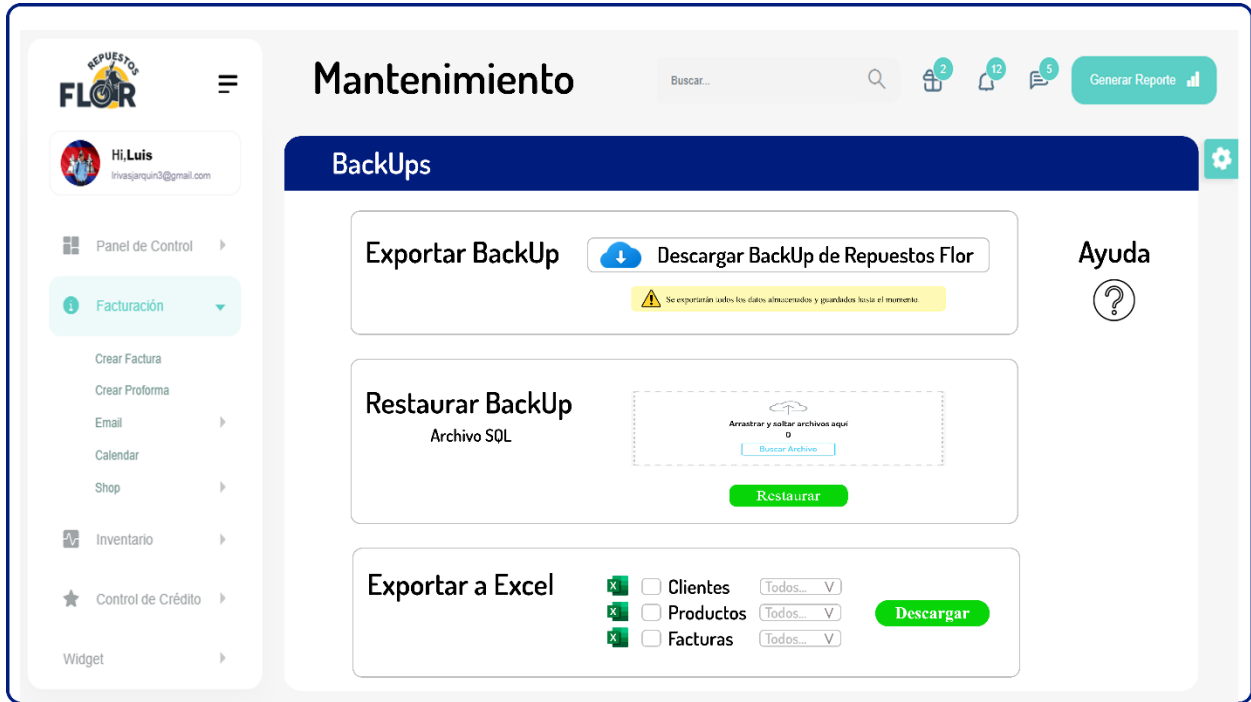 REPUESTOS
FLOR
Hi,Luis
lrivasjarquin3@gmail.com
Panel de Control
Facturación
Crear Factura
Crear Proforma
Email
Calendar
Shop
Inventario
Control de Crédito
Widget
Mantenimiento
Buscar...
2
12
5
Generar Reporte
BackUps
Exportar BackUp
Descargar BackUp de Repuestos Flor
Se exportarán todos los datos almacenados y guardados hasta el momento.
Ayuda
?
Restaurar BackUp
Archivo SQL
Arrastrar y soltar archivos aquí
O
Buscar Archivo
Restaurar
Exportar a Excel
Clientes Todos... V
Productos Todos... V
Facturas Todos... V
Descargar